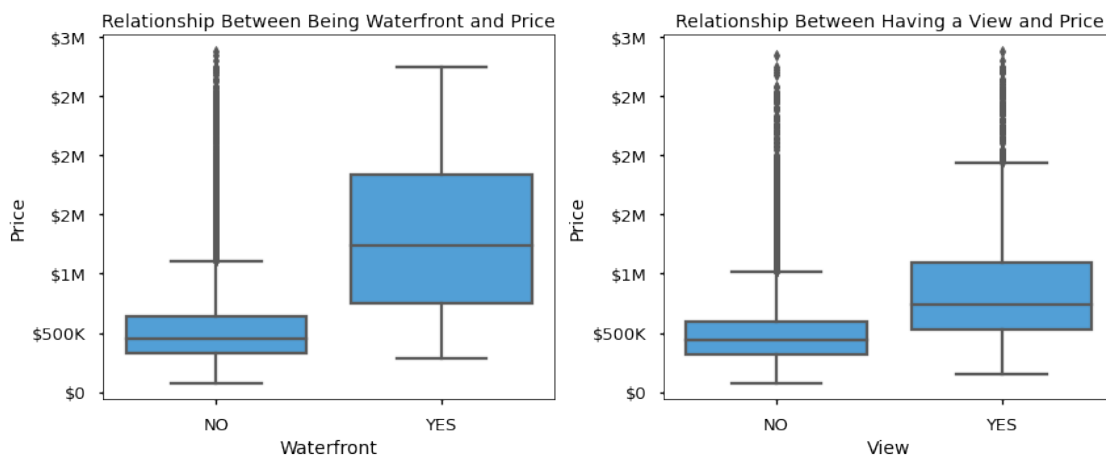 Relationship Between Being Waterfront and Price
$3M
$2M
$2M
$2M
$1M
$500K
$0
Price
NO YES
Waterfront
Relationship Between Having a View and Price
$3M
$2M
$2M
$2M
$1M
$500K
$0
Price
NO YES
View